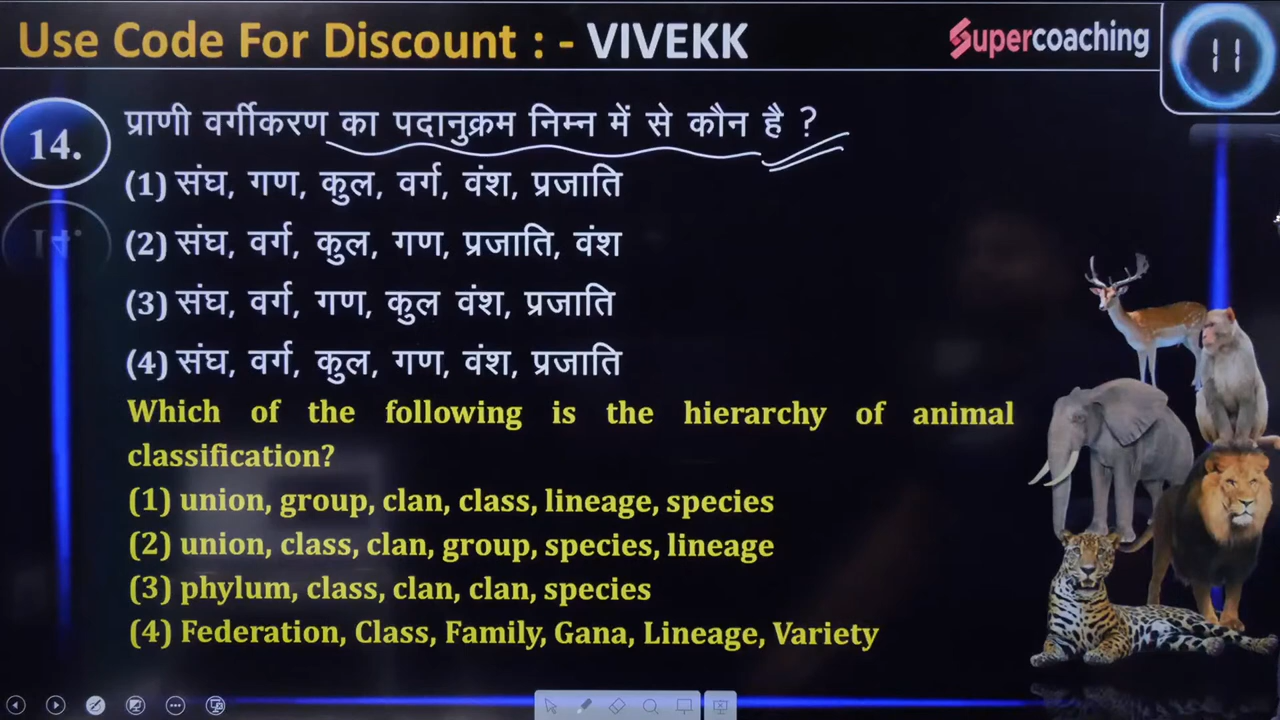 Use Code For Discount : - VIVEKK
Supercoaching
11
14.
प्राणी वर्गीकरण का पदानुक्रम निम्न में से कौन है ?
(1) संघ, गण, कुल, वर्ग, वंश, प्रजाति
(2) संघ, वर्ग, कुल, गण, प्रजाति, वंश
(3) संघ, वर्ग, गण, कुल वंश, प्रजाति
(4) संघ, वर्ग, कुल, गण, वंश, प्रजाति
Which of the following is the hierarchy of animal
classification?
(1) union, group, clan, class, lineage, species
(2) union, class, clan, group, species, lineage
(3) phylum, class, clan, clan, species
(4) Federation, Class, Family, Gana, Lineage, Variety